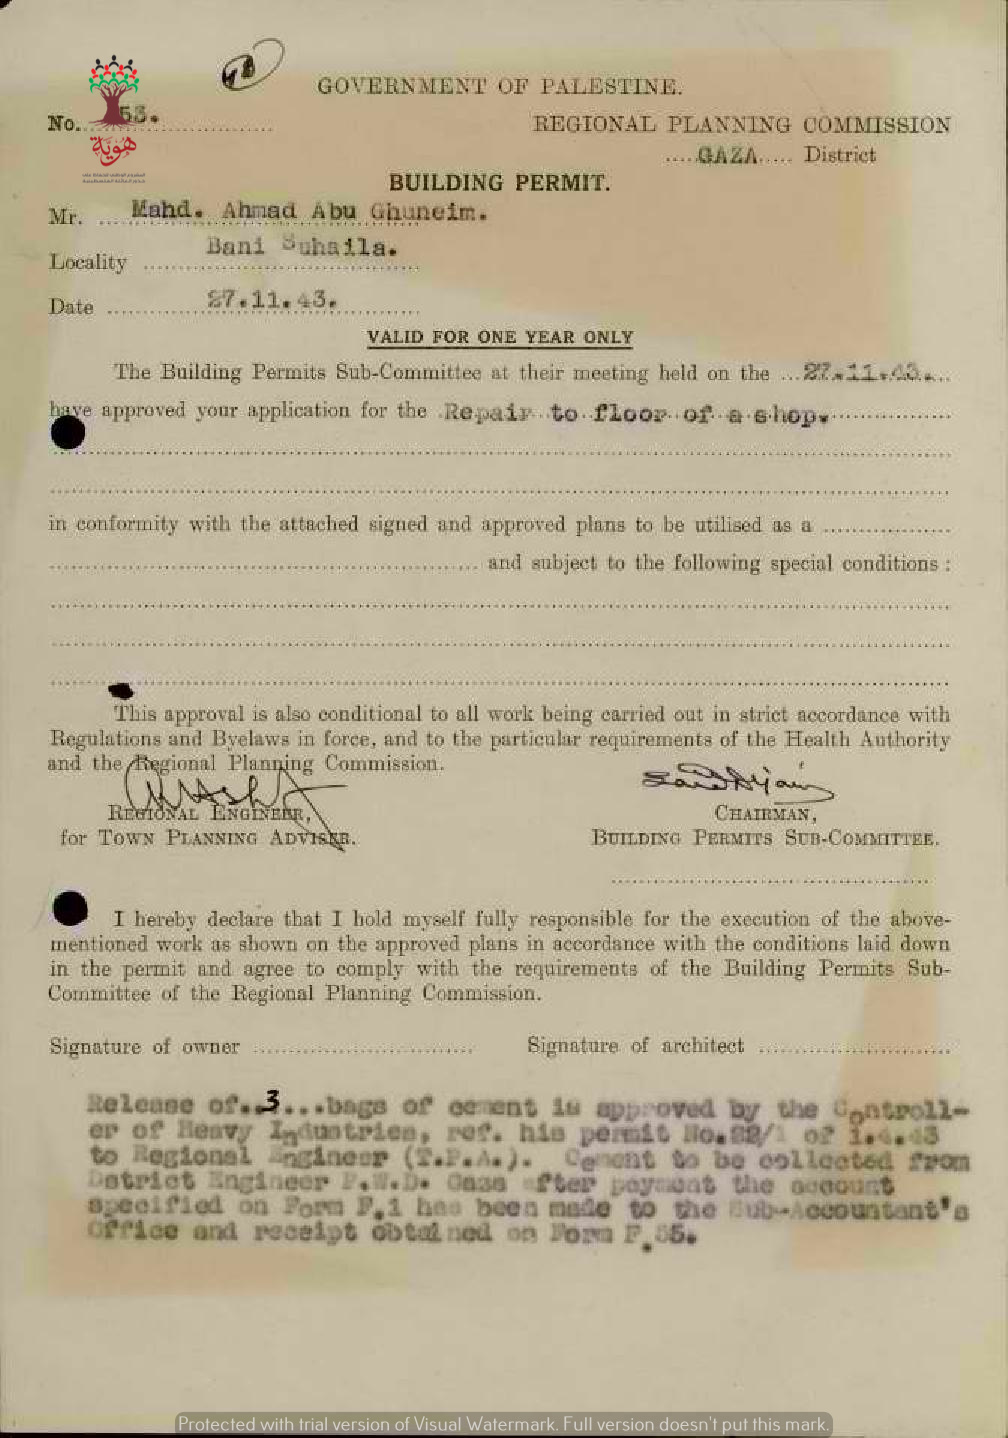 GOVERNMENT OF PALESTINE.
No. 53.
REGIONAL PLANNING COMMISSION
.....GAZA..... District
هوية
BUILDING PERMIT.
Mr. Mahd. Ahmad Abu Ghuneim.
Locality Bani Suhaila.
Date 27.11.43.
VALID FOR ONE YEAR ONLY
The Building Permits Sub-Committee at their meeting held on the ...27.11.43...
have approved your application for the Repair to floor of a shop.
in conformity with the attached signed and approved plans to be utilised as a
and subject to the following special conditions :
This approval is also conditional to all work being carried out in strict accordance with
Regulations and Byelaws in force, and to the particular requirements of the Health Authority
and the Regional Planning Commission.
REGIONAL ENGINEER,
for TOWN PLANNING ADVISER.
CHAIRMAN,
BUILDING PERMITS SUB-COMMITTEE.
I hereby declare that I hold myself fully responsible for the execution of the above-
mentioned work as shown on the approved plans in accordance with the conditions laid down
in the permit and agree to comply with the requirements of the Building Permits Sub-
Committee of the Regional Planning Commission.
Signature of owner
Signature of architect
Release of..3...bags of cement is approved by the Controll-
er of Heavy Industries, ref. his permit No.22/1 of 1.4.43
to Regional Engineer (T.P.A.). Cement to be collected from
Dstrict Engineer P.W.D. Gaza after payment the account
specified on Form F.1 has been made to the Sub-Accountant's
Office and receipt obtained on Form F.55.
Protected with trial version of Visual Watermark. Full version doesn't put this mark.